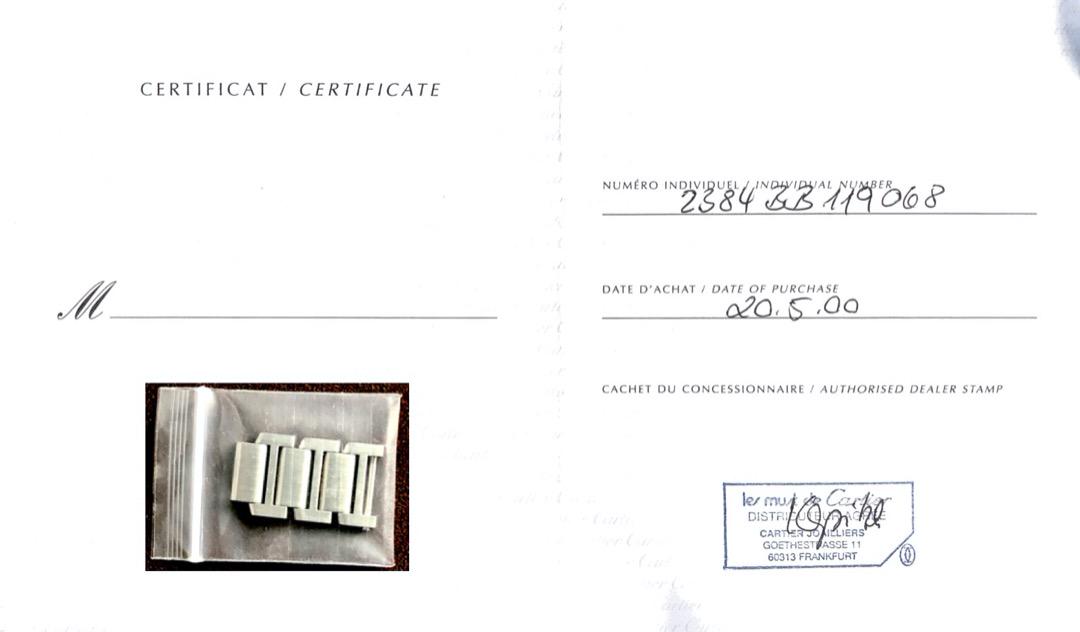 CERTIFICAT / CERTIFICATE
M
NUMÉRO INDIVIDUEL / INDIVIDUAL NUMBER
2384 BB 119068
DATE D'ACHAT / DATE OF PURCHASE
20.5.00
CACHET DU CONCESSIONNAIRE / AUTHORISED DEALER STAMP
les must de Cartier
CARTIER JOAILLIERS
GOETHESTRASSE 11
60313 FRANKFURT